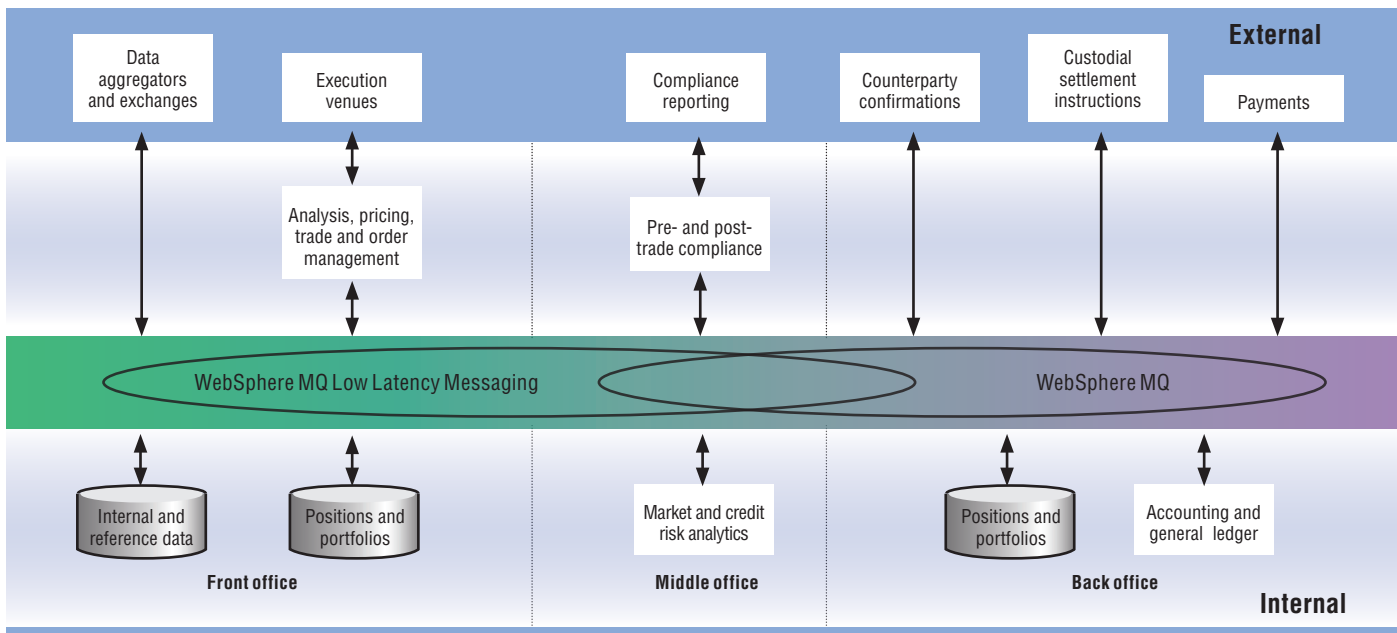 External
Data
aggregators
and exchanges
Execution
venues
Compliance
reporting
Counterparty
confirmations
Custodial
settlement
instructions
Payments
Analysis, pricing,
trade and order
management
Pre- and post-
trade compliance
WebSphere MQ Low Latency Messaging
WebSphere MQ
Internal and
reference data
Positions and
portfolios
Market and credit
risk analytics
Positions and
portfolios
Accounting and
general ledger
Front office
Middle office
Back office
Internal